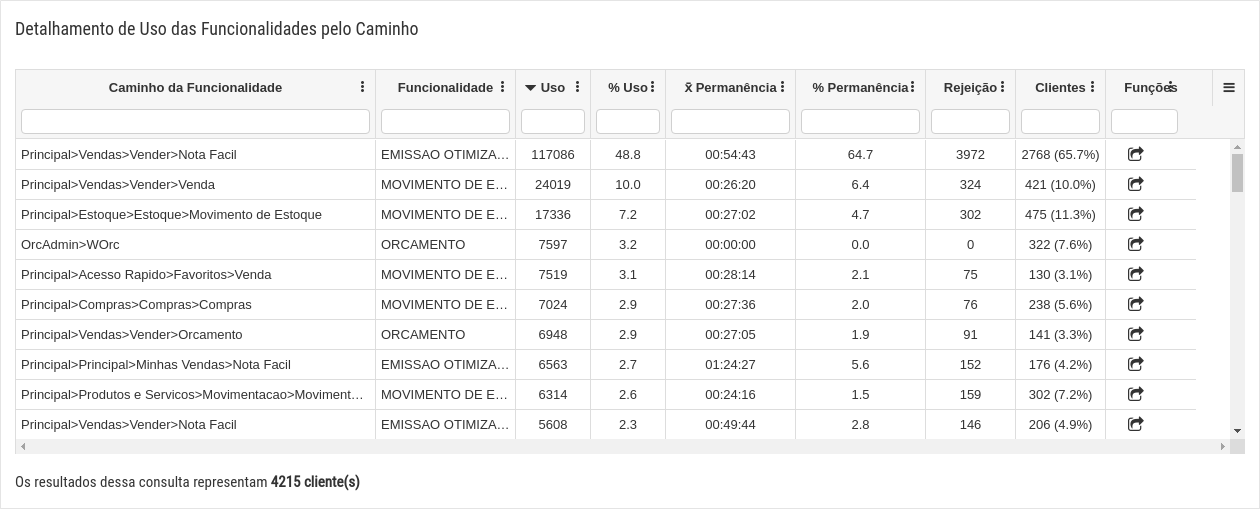 Detalhamento de Uso das Funcionalidades pelo Caminho
Caminho da Funcionalidade Funcionalidade Uso % Uso x̄ Permanência % Permanência Rejeição Clientes Funções
Principal>Vendas>Vender>Nota Facil EMISSAO OTIMIZA... 117086 48.8 00:54:43 64.7 3972 2768 (65.7%)
Principal>Vendas>Vender>Venda MOVIMENTO DE E... 24019 10.0 00:26:20 6.4 324 421 (10.0%)
Principal>Estoque>Estoque>Movimento de Estoque MOVIMENTO DE E... 17336 7.2 00:27:02 4.7 302 475 (11.3%)
OrcAdmin>WOrc ORCAMENTO 7597 3.2 00:00:00 0.0 0 322 (7.6%)
Principal>Acesso Rapido>Favoritos>Venda MOVIMENTO DE E... 7519 3.1 00:28:14 2.1 75 130 (3.1%)
Principal>Compras>Compras>Compras MOVIMENTO DE E... 7024 2.9 00:27:36 2.0 76 238 (5.6%)
Principal>Vendas>Vender>Orcamento ORCAMENTO 6948 2.9 00:27:05 1.9 91 141 (3.3%)
Principal>Principal>Minhas Vendas>Nota Facil EMISSAO OTIMIZA... 6563 2.7 01:24:27 5.6 152 176 (4.2%)
Principal>Produtos e Servicos>Movimentacao>Moviment... MOVIMENTO DE E... 6314 2.6 00:24:16 1.5 159 302 (7.2%)
Principal>Vendas>Vender>Nota Facil EMISSAO OTIMIZA... 5608 2.3 00:49:44 2.8 146 206 (4.9%)
Os resultados dessa consulta representam 4215 cliente(s)